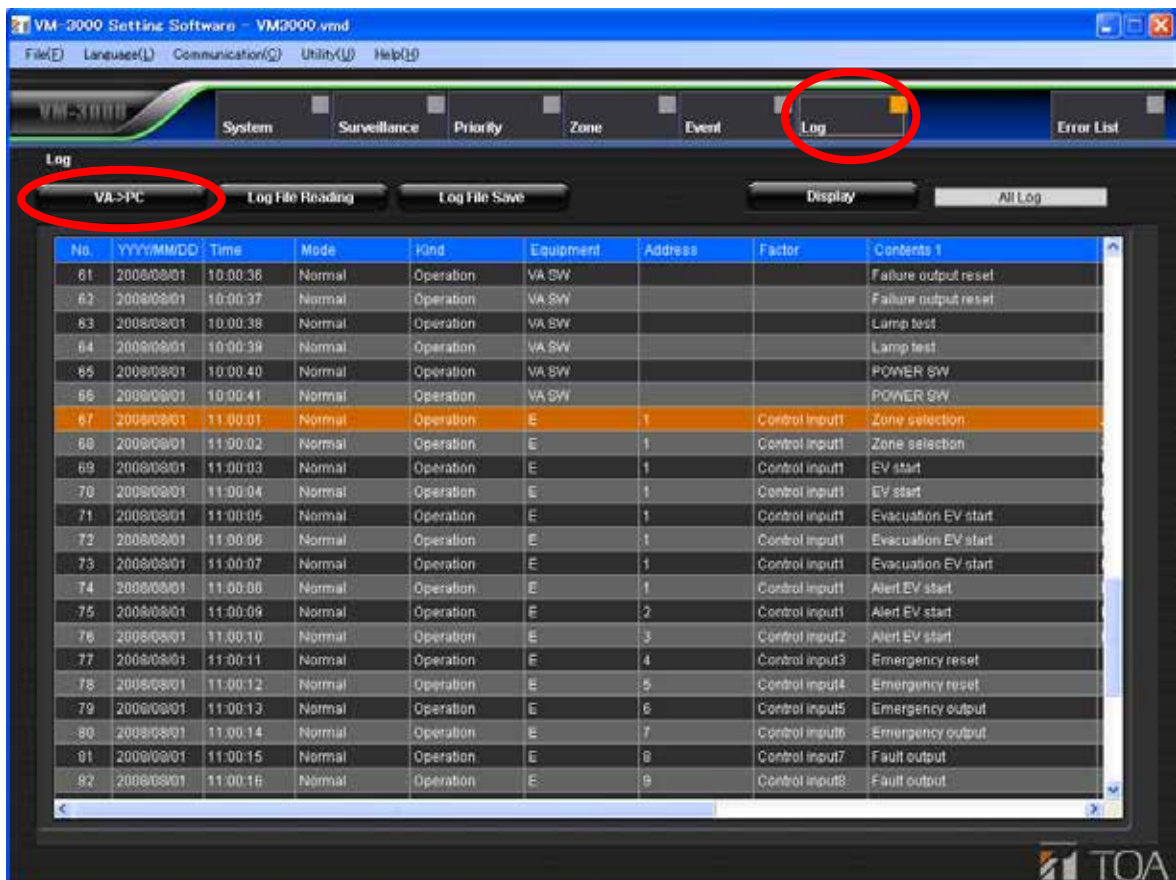 VM-3000 Setting Software - VM3000.vmd
File(F) Language(L) Communication(C) Utility(U) Help(H)
VM-3000 System Surveillance Priority Zone Event Log Error List
Log
VA->PC Log File Reading Log File Save Display All Log
No. YYYY/MM/DD Time Mode Kind Equipment Address Factor Contents 1
61 2008/08/01 10:00:36 Normal Operation VA SW Failure output reset
62 2008/08/01 10:00:37 Normal Operation VA SW Failure output reset
63 2008/08/01 10:00:38 Normal Operation VA SW Lamp test
64 2008/08/01 10:00:39 Normal Operation VA SW Lamp test
65 2008/08/01 10:00:40 Normal Operation VA SW POWER SW
66 2008/08/01 10:00:41 Normal Operation VA SW POWER SW
67 2008/08/01 11:00:01 Normal Operation E 1 Control input1 Zone selection
68 2008/08/01 11:00:02 Normal Operation E 1 Control input1 Zone selection
69 2008/08/01 11:00:03 Normal Operation E 1 Control input1 EV start
70 2008/08/01 11:00:04 Normal Operation E 1 Control input1 EV start
71 2008/08/01 11:00:05 Normal Operation E 1 Control input1 Evacuation EV start
72 2008/08/01 11:00:06 Normal Operation E 1 Control input1 Evacuation EV start
73 2008/08/01 11:00:07 Normal Operation E 1 Control input1 Evacuation EV start
74 2008/08/01 11:00:08 Normal Operation E 1 Control input1 Alert EV start
75 2008/08/01 11:00:09 Normal Operation E 2 Control input1 Alert EV start
76 2008/08/01 11:00:10 Normal Operation E 3 Control input2 Alert EV start
77 2008/08/01 11:00:11 Normal Operation E 4 Control input3 Emergency reset
78 2008/08/01 11:00:12 Normal Operation E 5 Control input4 Emergency reset
79 2008/08/01 11:00:13 Normal Operation E 6 Control input5 Emergency output
80 2008/08/01 11:00:14 Normal Operation E 7 Control input6 Emergency output
81 2008/08/01 11:00:15 Normal Operation E 8 Control input7 Fault output
82 2008/08/01 11:00:16 Normal Operation E 9 Control input8 Fault output
TOA